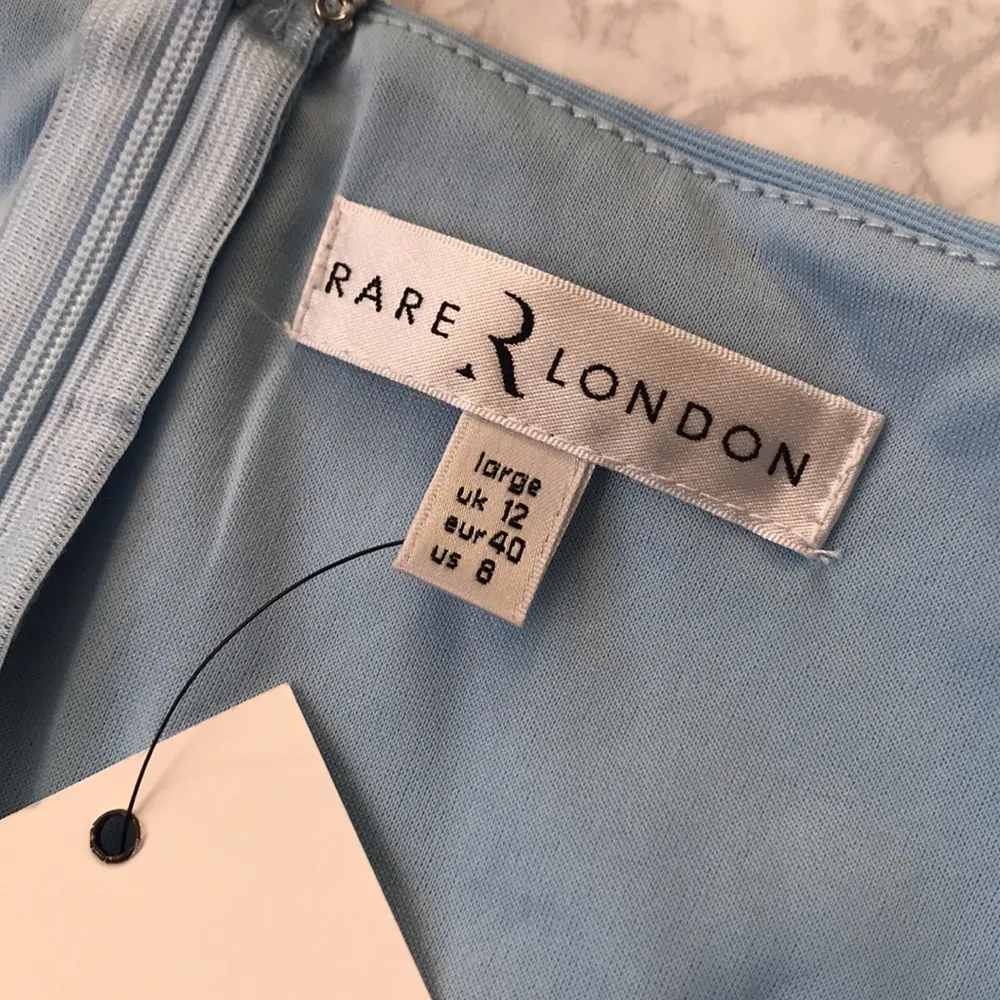 RARE R LONDON
large
uk 12
eur 40
us 8